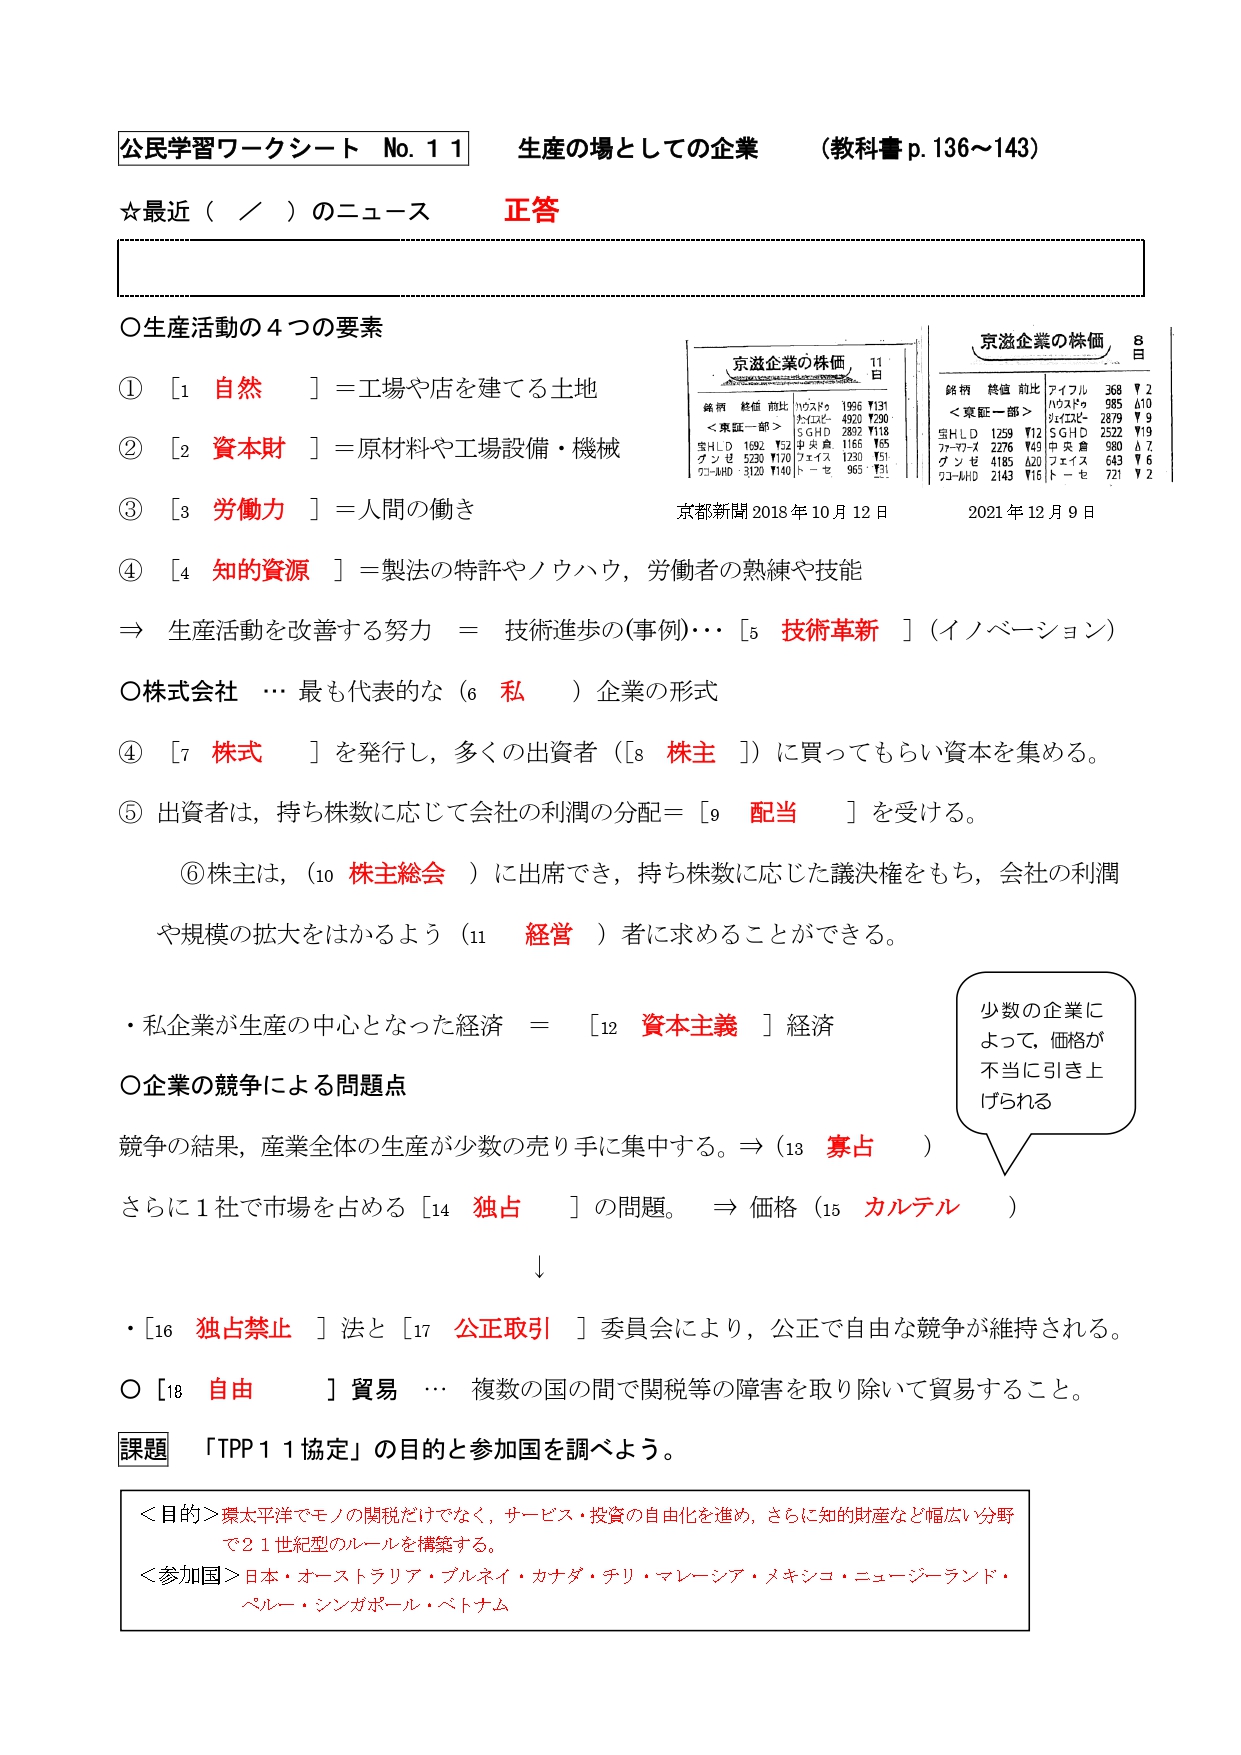 公民学習ワークシート　No.１１　　生産の場としての企業　　（教科書p.136～143）
☆最近（　／　）のニュース　　　正答
〇生産活動の４つの要素
①　［1　自然　　］＝工場や店を建てる土地
②　［2　資本財　］＝原材料や工場設備・機械
③　［3　労働力　］＝人間の働き
京滋企業の株価　11日
銘柄　終値　前比
＜東証一部＞
宝ＨＬＤ　1692　▼52
グンゼ　5230　▼170
ワコールHD　3120　▼140
ハウスドゥ　1996　▼131
ｼﾞｪｲｴｽﾋﾟｰ　4920　▼290
ＳＧＨＤ　2892　▼118
中央倉　1166　▼65
フェイス　1230　▼51
トーセ　965　▼31
京都新聞2018年10月12日
京滋企業の株価　8日
銘柄　終値　前比
＜東証一部＞
宝ＨＬＤ　1259　▼12
ﾌｧｰﾏﾌｰｽﾞ　2276　▼49
グンゼ　4185　△20
ワコールHD　2143　▼16
アイフル　368　▼2
ハウスドゥ　985　△10
ｼﾞｪｲｴｽﾋﾟｰ　2879　▼9
ＳＧＨＤ　2522　▼19
中央倉　980　△7
フェイス　643　▼6
トーセ　721　▼2
2021年12月9日
④　［4　知的資源　］＝製法の特許やノウハウ，労働者の熟練や技能
⇒　生産活動を改善する努力　＝　技術進歩の(事例)･･･［5　技術革新　］（イノベーション）
〇株式会社　… 最も代表的な（6　私　　）企業の形式
④　［7　株式　　］を発行し，多くの出資者（［8　株主　］）に買ってもらい資本を集める。
⑤ 出資者は，持ち株数に応じて会社の利潤の分配＝［9　配当　　］を受ける。
⑥株主は，（10　株主総会　）に出席でき，持ち株数に応じた議決権をもち，会社の利潤
や規模の拡大をはかるよう（11　　経営　）者に求めることができる。
・私企業が生産の中心となった経済　＝　［12　資本主義　］経済
少数の企業に
よって，価格が
不当に引き上
げられる
〇企業の競争による問題点
競争の結果，産業全体の生産が少数の売り手に集中する。⇒（13　寡占　　）
さらに１社で市場を占める［14　独占　　］の問題。　⇒ 価格（15　カルテル　　）
↓
・［16　独占禁止　］法と［17　公正取引　］委員会により，公正で自由な競争が維持される。
〇［18　自由　　　］貿易　…　複数の国の間で関税等の障害を取り除いて貿易すること。
課題　「TPP１１協定」の目的と参加国を調べよう。
＜目的＞環太平洋でモノの関税だけでなく，サービス・投資の自由化を進め，さらに知的財産など幅広い分野
で２１世紀型のルールを構築する。
＜参加国＞日本・オーストラリア・ブルネイ・カナダ・チリ・マレーシア・メキシコ・ニュージーランド・
ペルー・シンガポール・ベトナム